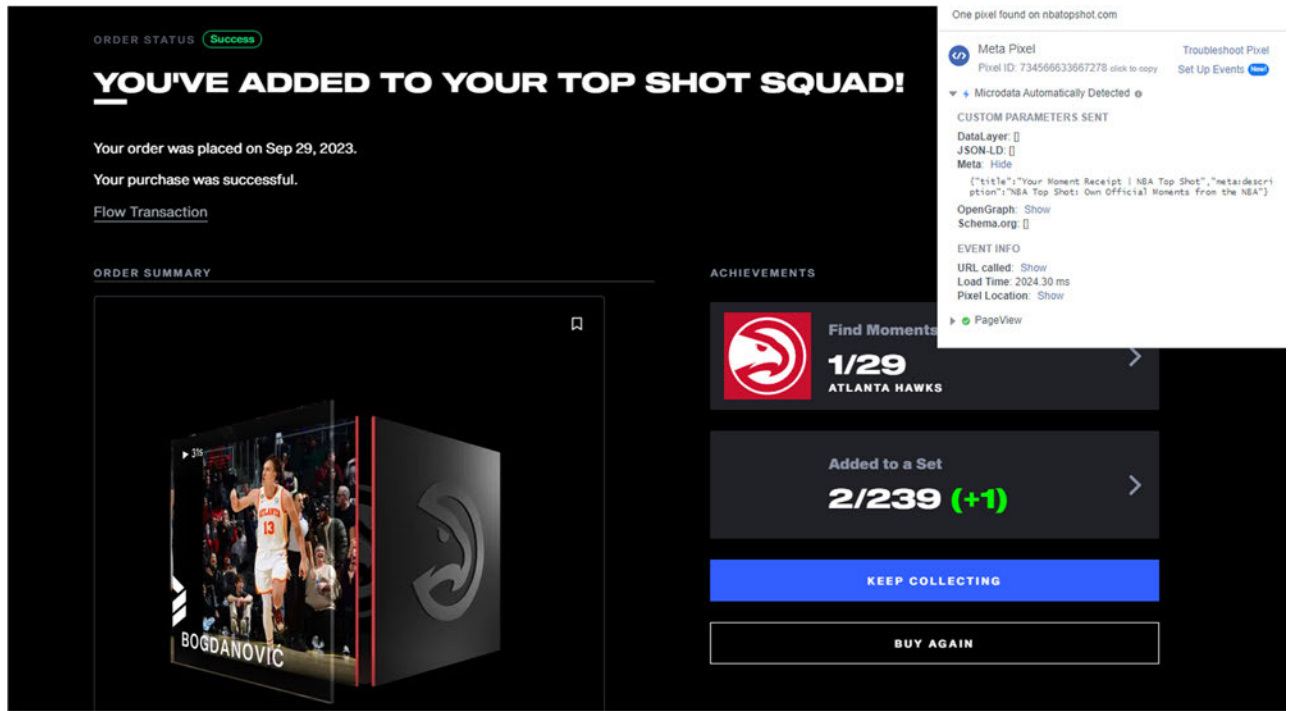 ORDER STATUS Success
YOU'VE ADDED TO YOUR TOP SHOT SQUAD!
Your order was placed on Sep 29, 2023.
Your purchase was successful.
Flow Transaction
ORDER SUMMARY
31s
ATLANTA
13
BOGDANOVIĆ
ACHIEVEMENTS
Find Moments
1/29
ATLANTA HAWKS
Added to a Set
2/239 (+1)
KEEP COLLECTING
BUY AGAIN
One pixel found on nbatopshot.com
Meta Pixel Troubleshoot Pixel
Pixel ID: 734566633667278 click to copy Set Up Events New!
Microdata Automatically Detected
CUSTOM PARAMETERS SENT
DataLayer: []
JSON-LD: []
Meta: Hide
{"title":"Your Moment Receipt | NBA Top Shot","meta:descri
ption":"NBA Top Shot: Own Official Moments from the NBA"}
OpenGraph: Show
Schema.org: []
EVENT INFO
URL called: Show
Load Time: 2024.30 ms
Pixel Location: Show
PageView